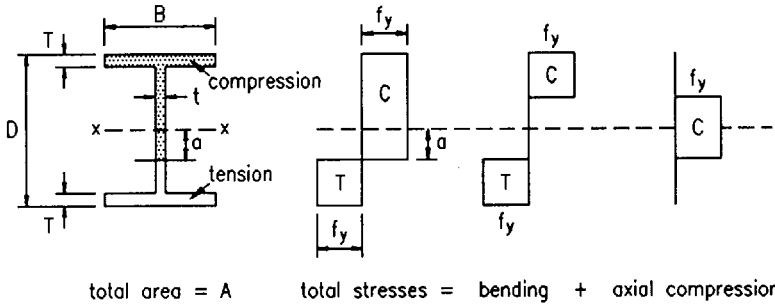 B
T
compression
t
D
x x
a
tension
T
f_y
C
a
T
f_y
f_y
C
T
f_y
f_y
C
total area = A
total stresses = bending + axial compression